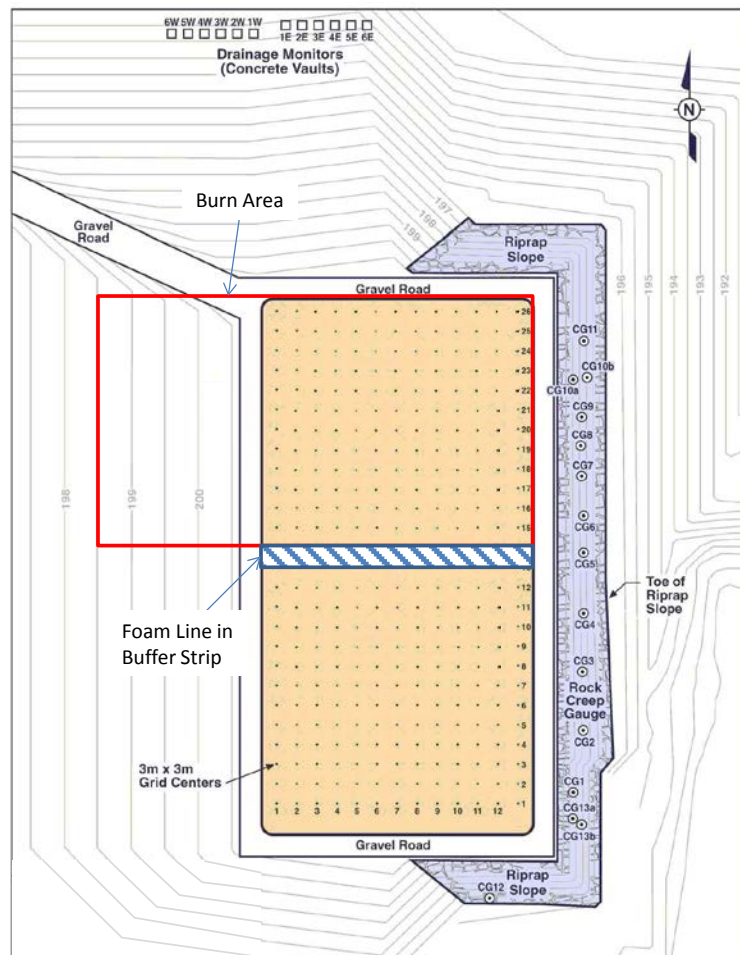 6W 5W 4W 3W 2W 1W
1E 2E 3E 4E 5E 6E
Drainage Monitors
(Concrete Vaults)
N
Burn Area
197
198
199
Gravel
Road
Riprap
Slope
196
195
194
193
192
Gravel Road
26
25
24
23
22
21
20
19
18
17
16
15
13
12
11
10
9
8
7
6
5
4
3
2
1
CG11
CG10b
CG10a
CG9
CG8
CG7
CG6
CG5
CG4
CG3
Rock
Creep
Gauge
CG2
CG1
CG13a
CG13b
198
199
200
Toe of
Riprap
Slope
Foam Line in
Buffer Strip
3m x 3m
Grid Centers
1 2 3 4 5 6 7 8 9 10 11 12
Gravel Road
Riprap
Slope
CG12